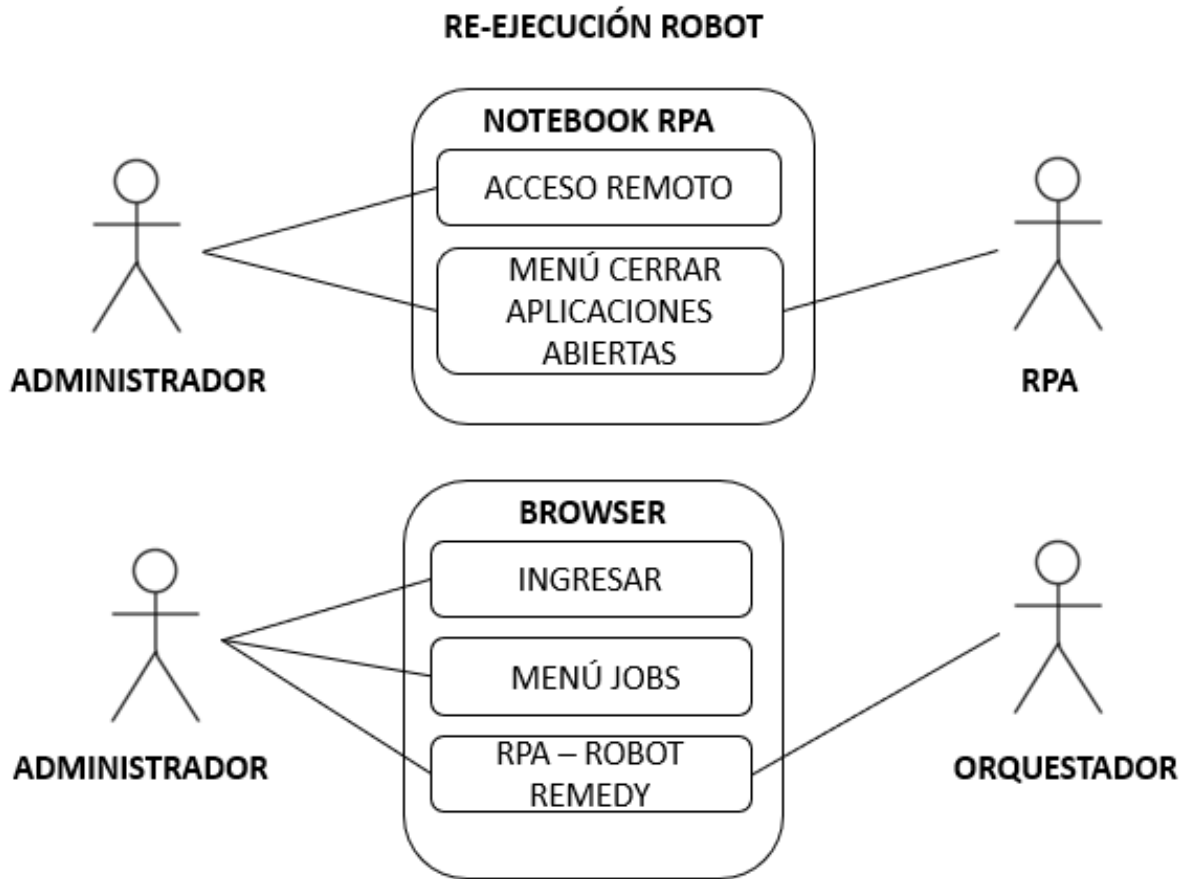 RE-EJECUCIÓN ROBOT
NOTEBOOK RPA
ACCESO REMOTO
MENÚ CERRAR
APLICACIONES
ABIERTAS
ADMINISTRADOR
RPA
BROWSER
INGRESAR
MENÚ JOBS
RPA – ROBOT
REMEDY
ADMINISTRADOR
ORQUESTADOR